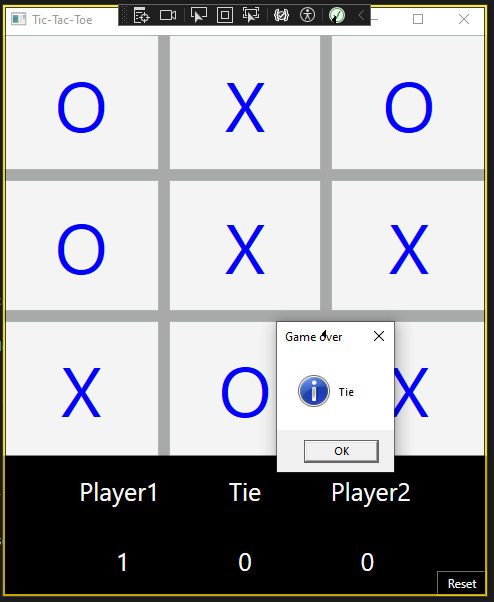 Tic-Tac-Toe
O X O
O X X
X O X
Game over
Tie
OK
Player1 Tie Player2
1 0 0
Reset